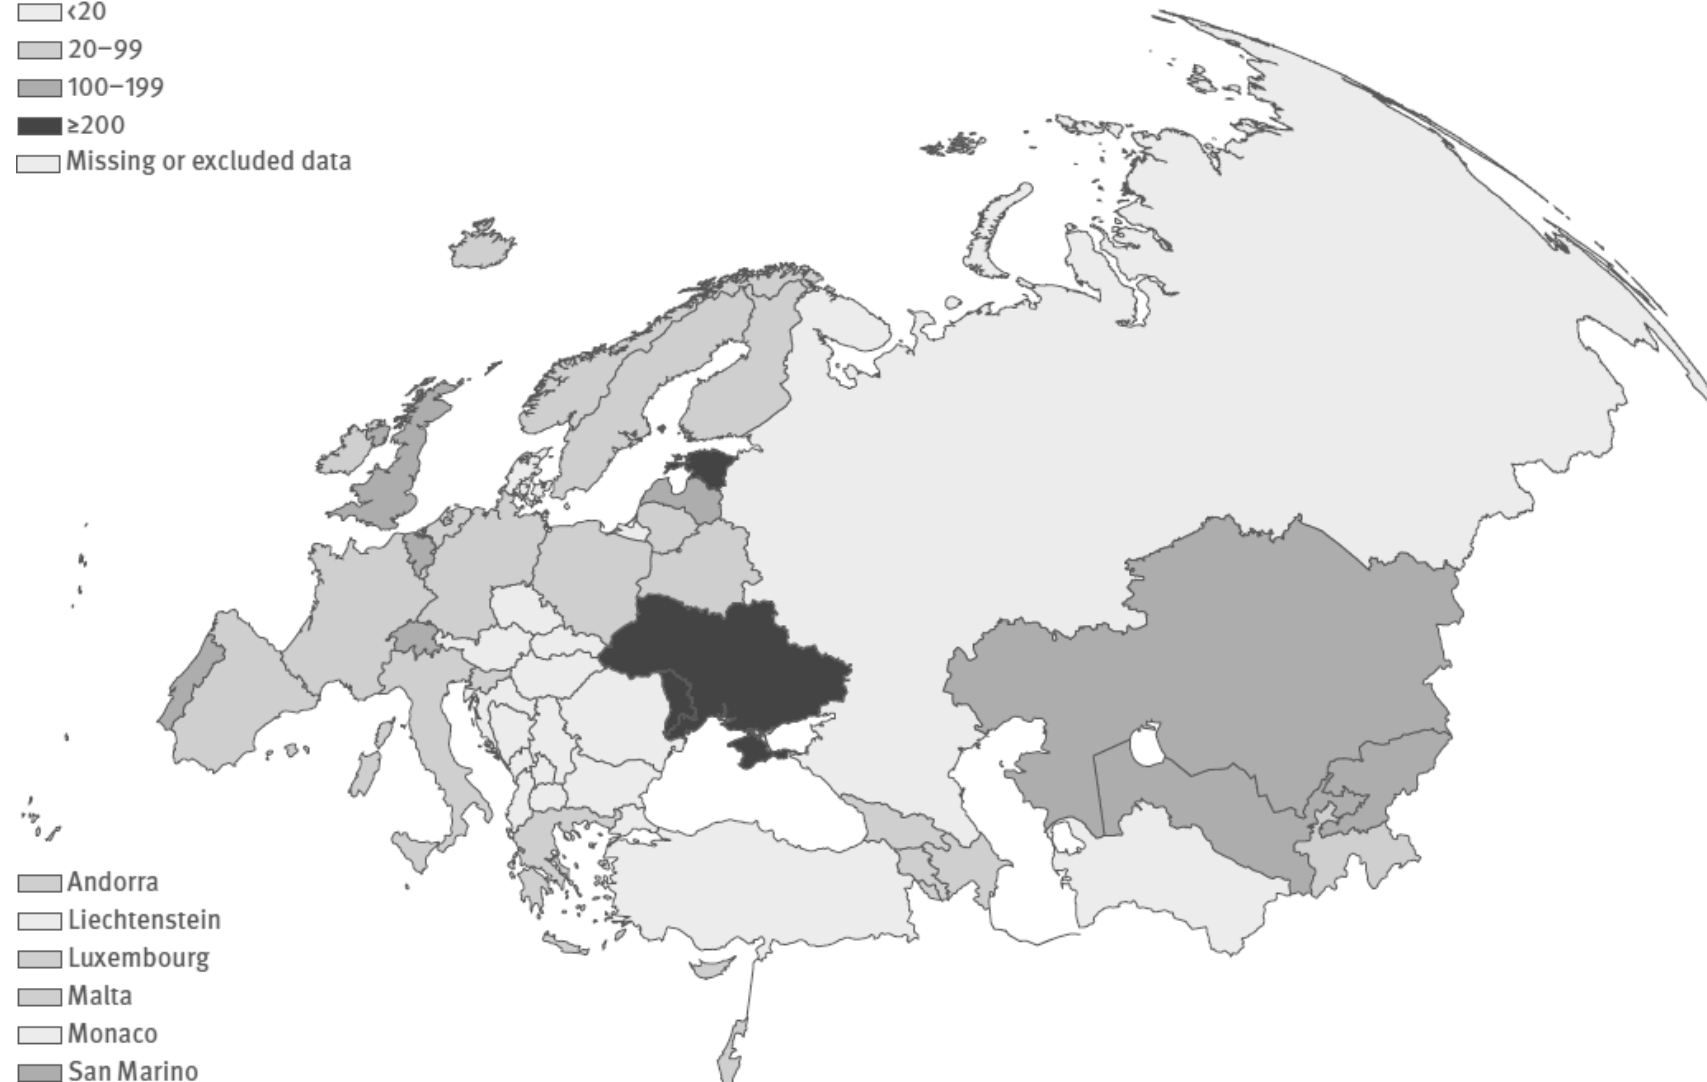 <20
20–99
100–199
≥200
Missing or excluded data
Andorra
Liechtenstein
Luxembourg
Malta
Monaco
San Marino